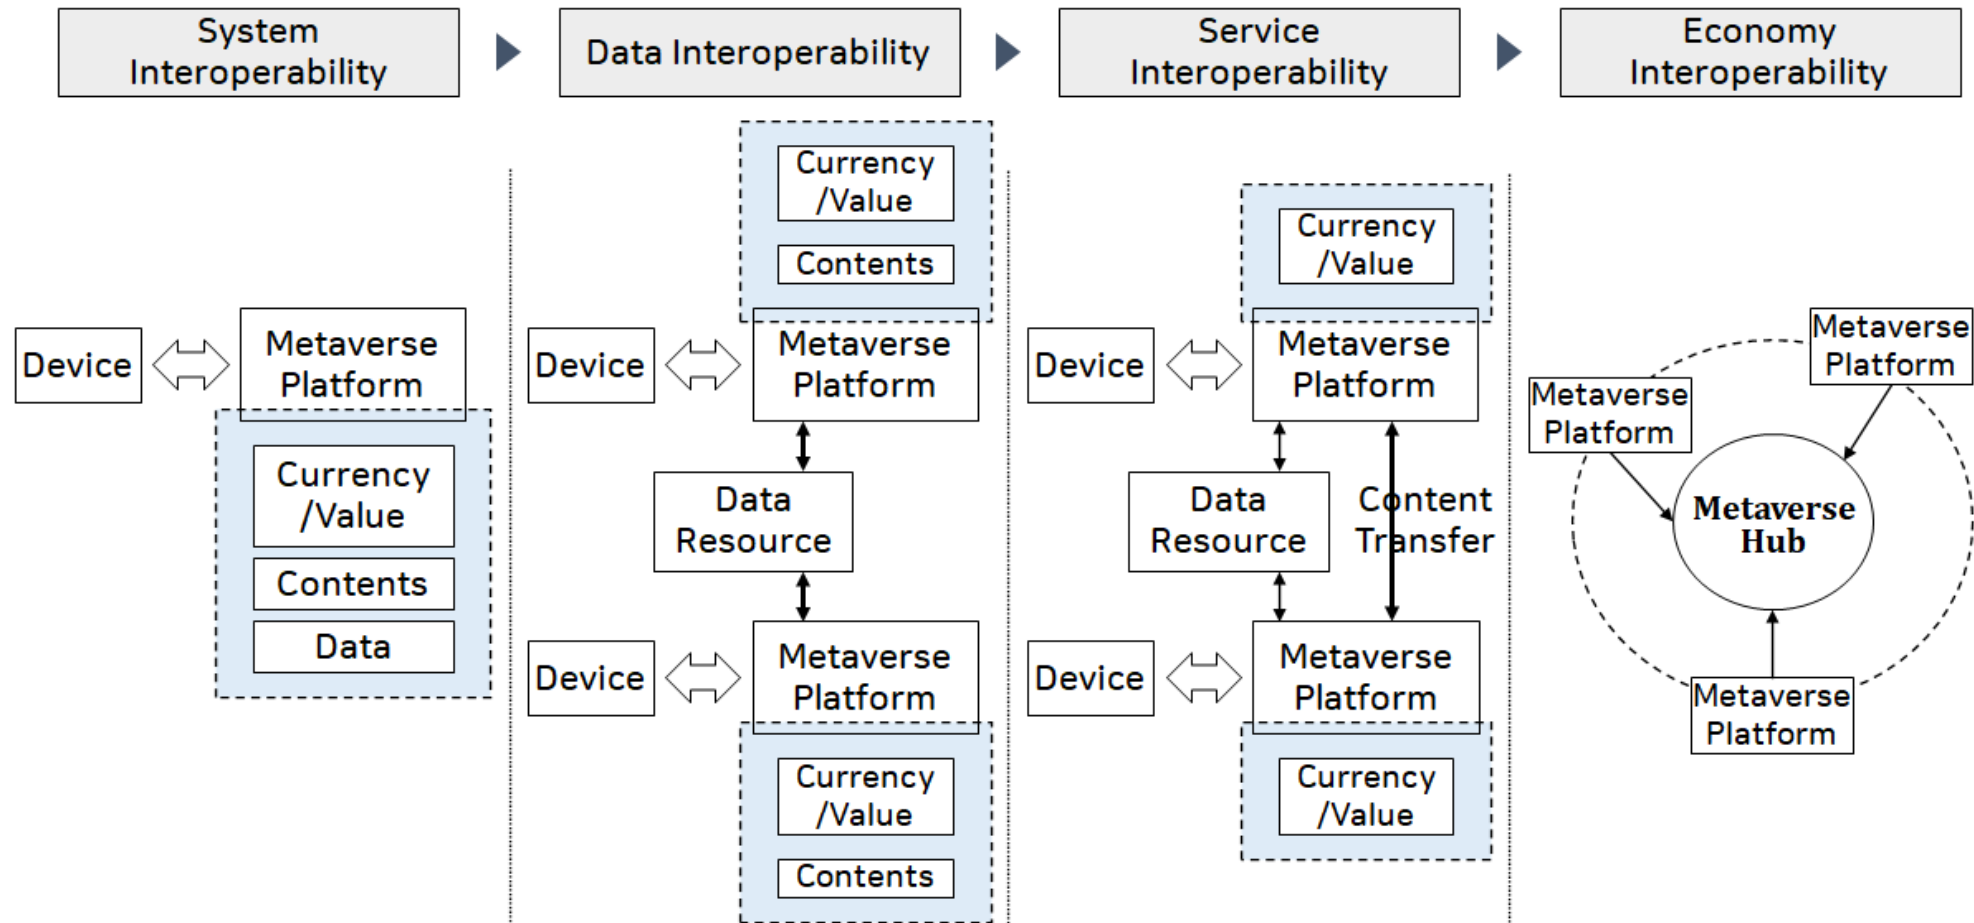 System
Interoperability
Data Interoperability
Service
Interoperability
Economy
Interoperability
Device
Metaverse
Platform
Currency
/Value
Contents
Data
Currency
/Value
Contents
Device
Metaverse
Platform
Data
Resource
Device
Metaverse
Platform
Currency
/Value
Contents
Currency
/Value
Device
Metaverse
Platform
Data
Resource
Content
Transfer
Device
Metaverse
Platform
Currency
/Value
Metaverse
Platform
Metaverse
Platform
Metaverse
Hub
Metaverse
Platform